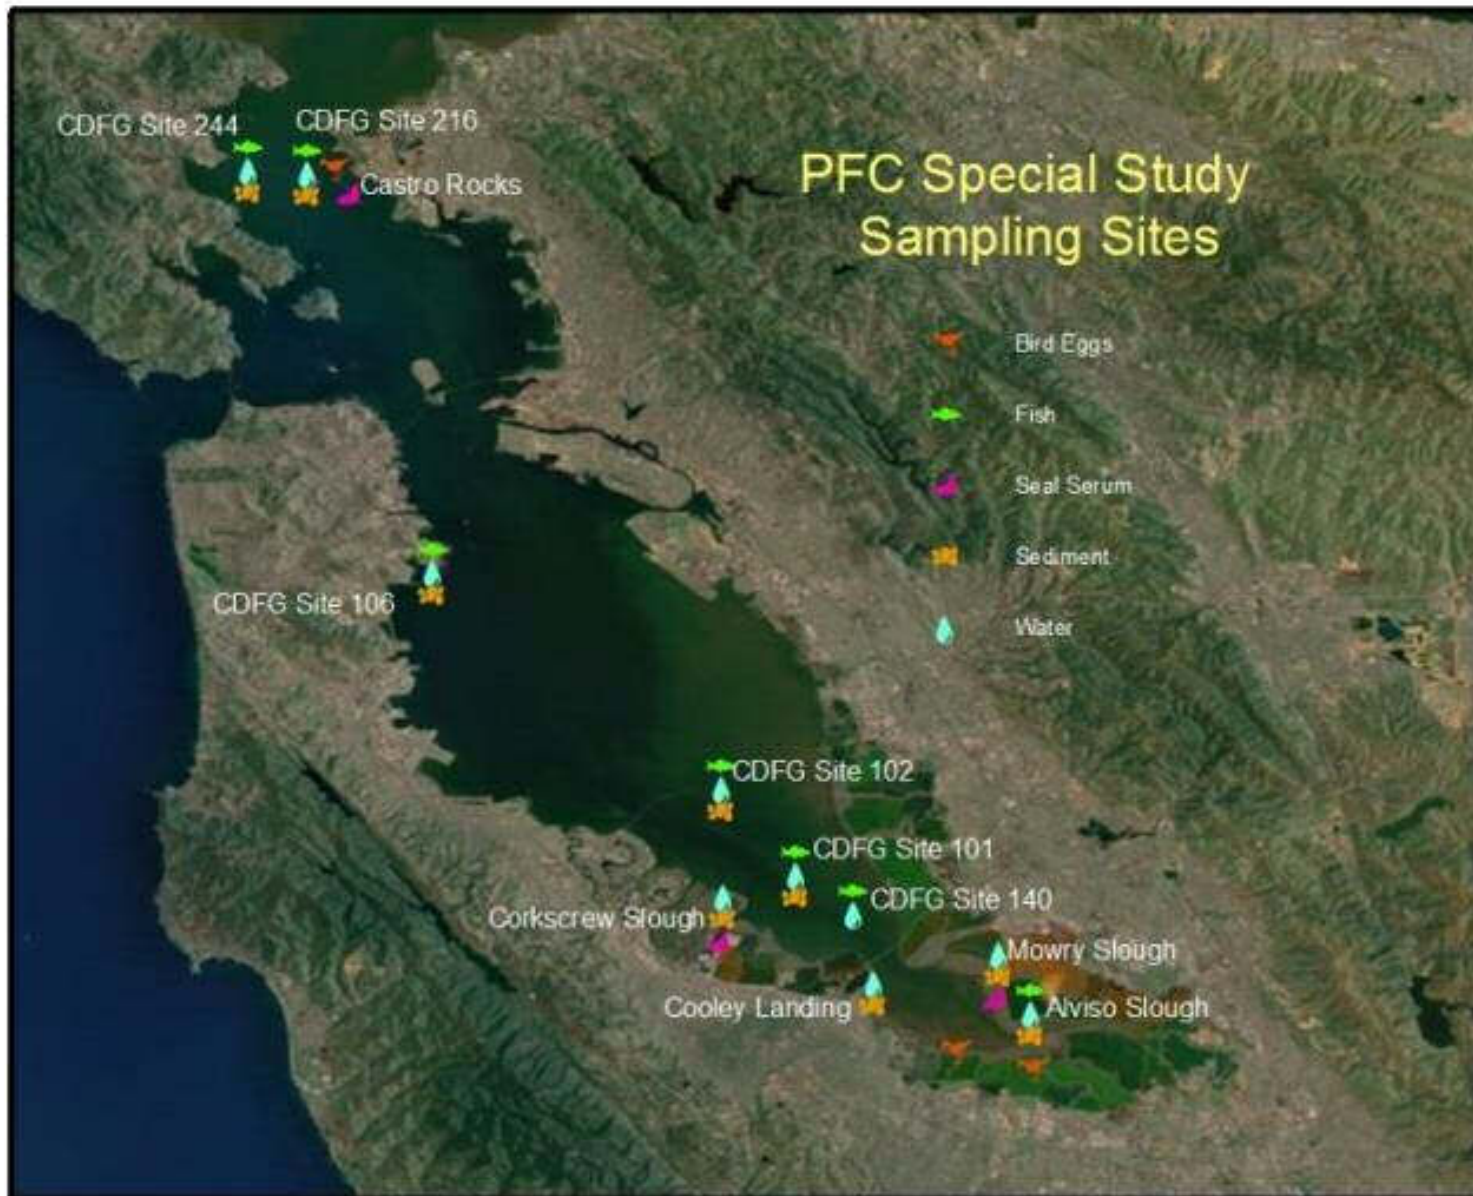 CDFG Site 244
CDFG Site 216
Castro Rocks
PFC Special Study
Sampling Sites
Bird Eggs
Fish
Seal Serum
Sediment
Water
CDFG Site 106
CDFG Site 102
CDFG Site 101
CDFG Site 140
Corkscrew Slough
Mowry Slough
Cooley Landing
Alviso Slough